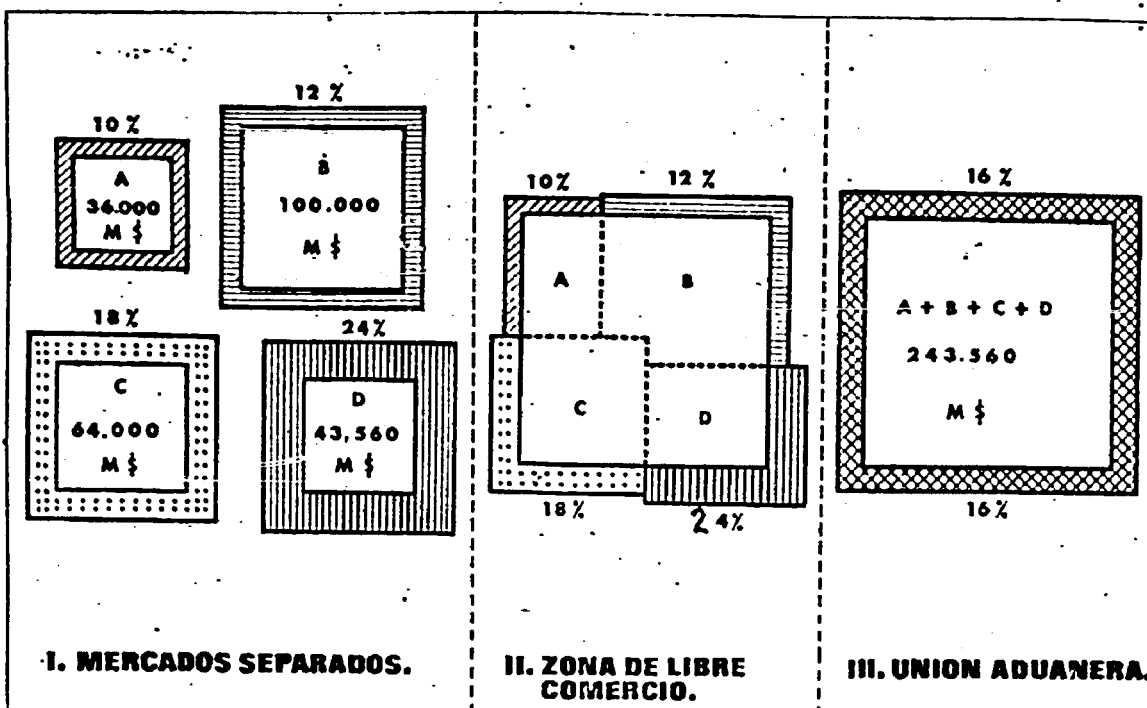 10%
A
36.000
M $
12%
B
100.000
M $
18%
C
64.000
M $
24%
D
43,560
M $
I. MERCADOS SEPARADOS.
10%
12%
A
B
C
D
18%
24%
II. ZONA DE LIBRE
COMERCIO.
16%
A + B + C + D
243.560
M $
16%
III. UNION ADUANERA.